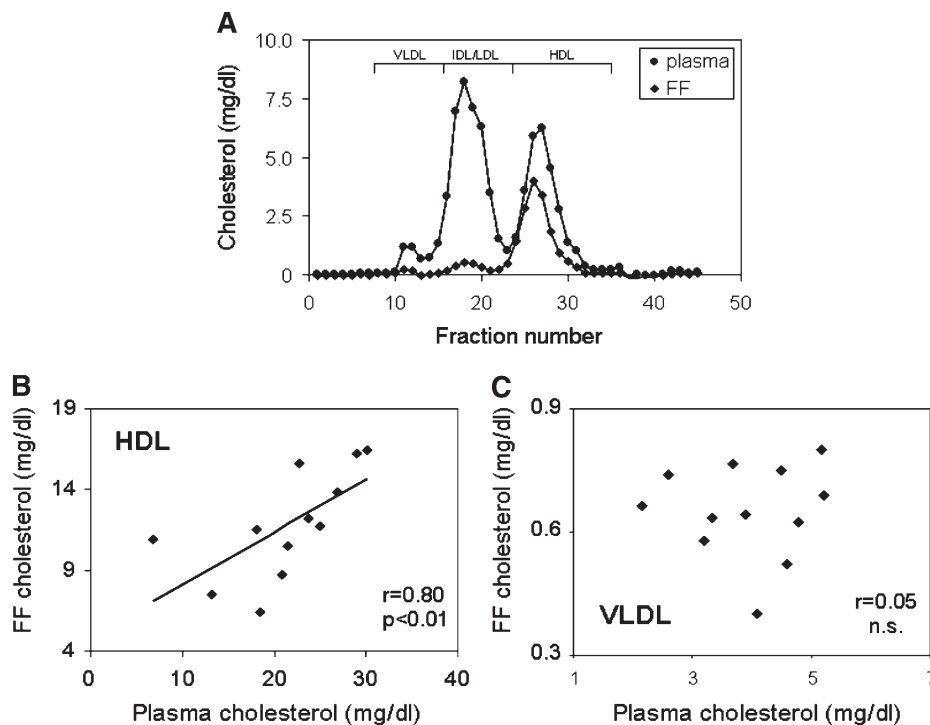 A
VLDL IDL/LDL HDL
plasma
FF
Cholesterol (mg/dl)
10.0
7.5
5.0
2.5
0
0 10 20 30 40 50
Fraction number
B
HDL
FF cholesterol (mg/dl)
19
14
9
4
r=0.80
p<0.01
0 10 20 30 40
Plasma cholesterol (mg/dl)
C
FF cholesterol (mg/dl)
0.9
0.6
0.3
VLDL
r=0.05
n.s.
1 3 5 7
Plasma cholesterol (mg/dl)